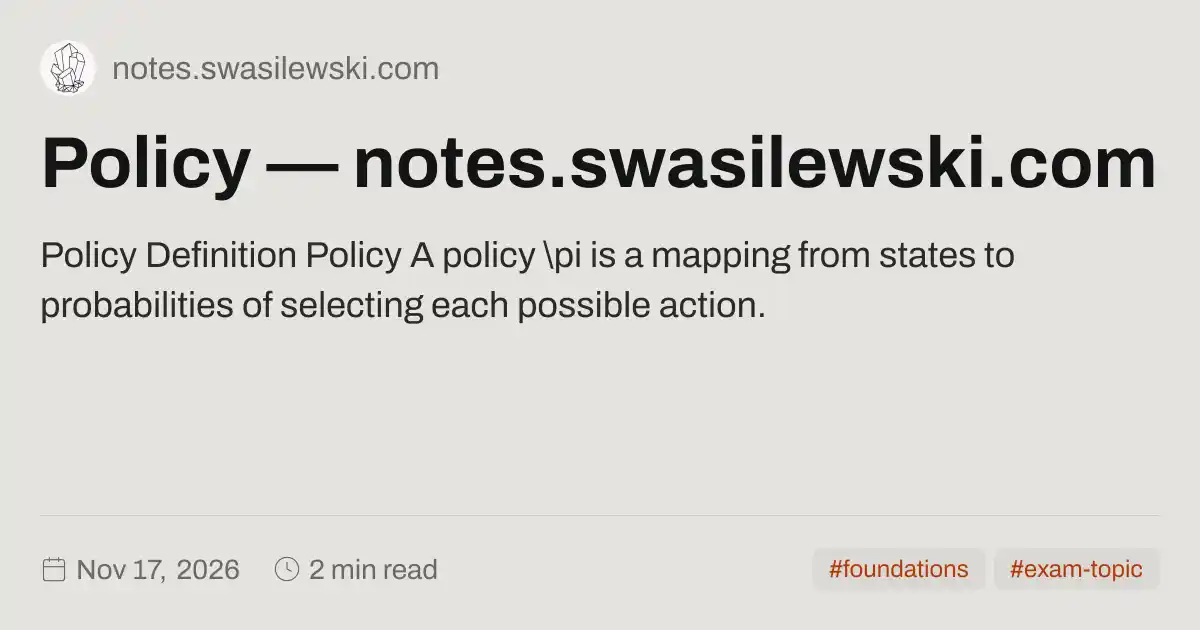 notes.swasilewski.com
Policy — notes.swasilewski.com
Policy Definition Policy A policy \pi is a mapping from states to
probabilities of selecting each possible action.
Nov 17, 2026 2 min read #foundations #exam-topic